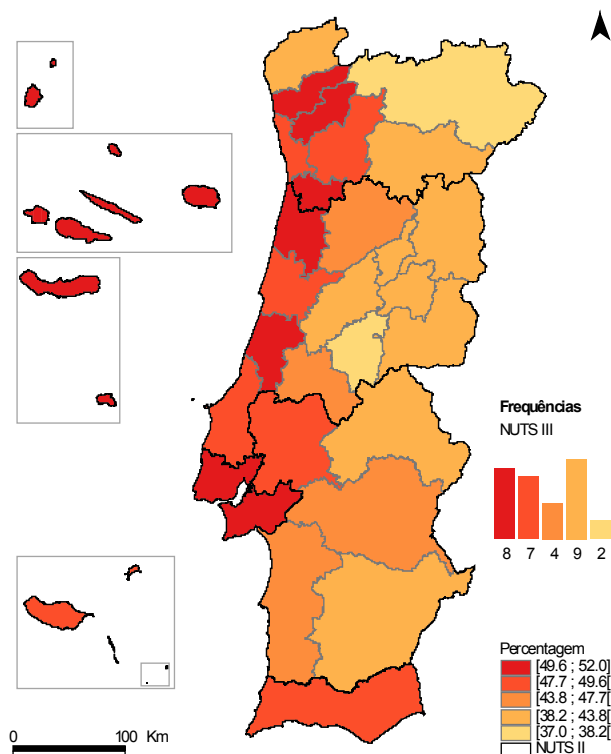 Frequências
NUTS III
8 7 4 9 2
Percentagem
[49.6 ; 52.0]
[47.7 ; 49.6[
[43.8 ; 47.7[
[38.2 ; 43.8[
[37.0 ; 38.2[
NUTS II
0 100 Km